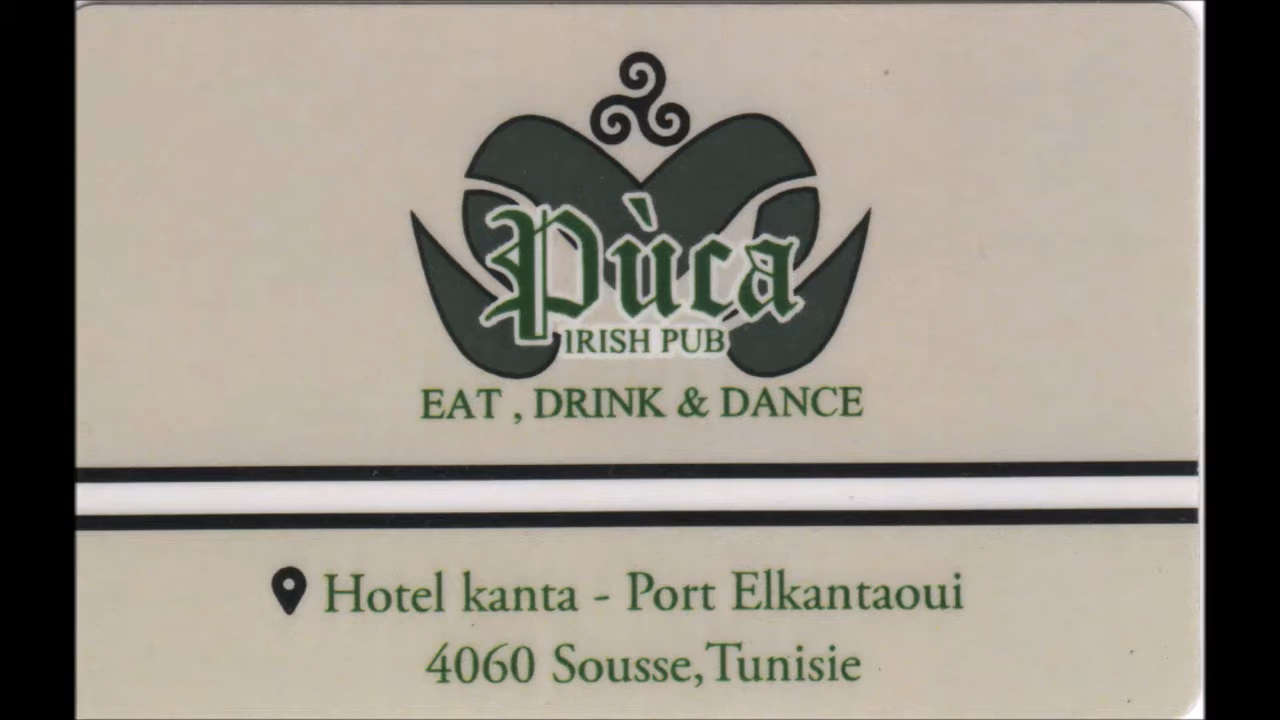 Pùca
IRISH PUB
EAT , DRINK & DANCE
Hotel kanta - Port Elkantaoui
4060 Sousse,Tunisie